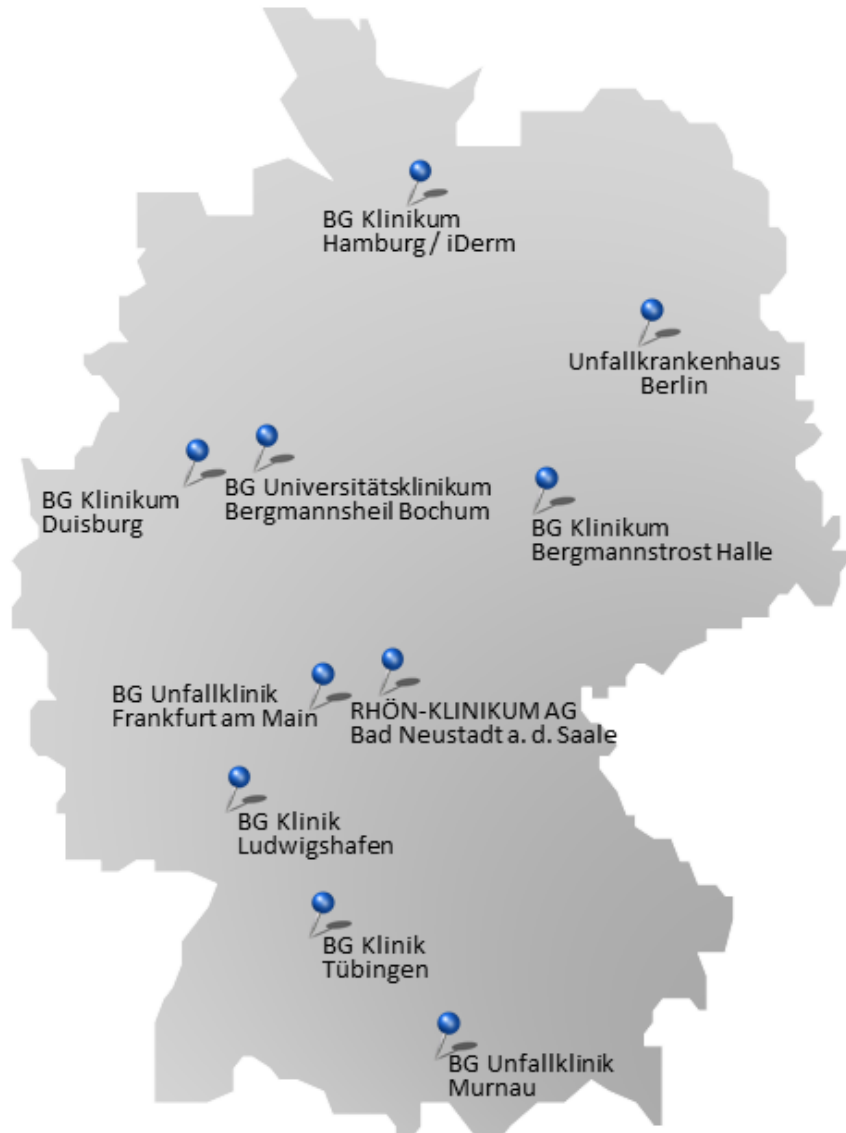 BG Klinikum
Hamburg / iDerm
Unfallkrankenhaus
Berlin
BG Klinikum
Duisburg
BG Universitätsklinikum
Bergmannsheil Bochum
BG Klinikum
Bergmannstrost Halle
BG Unfallklinik
Frankfurt am Main
RHÖN-KLINIKUM AG
Bad Neustadt a. d. Saale
BG Klinik
Ludwigshafen
BG Klinik
Tübingen
BG Unfallklinik
Murnau